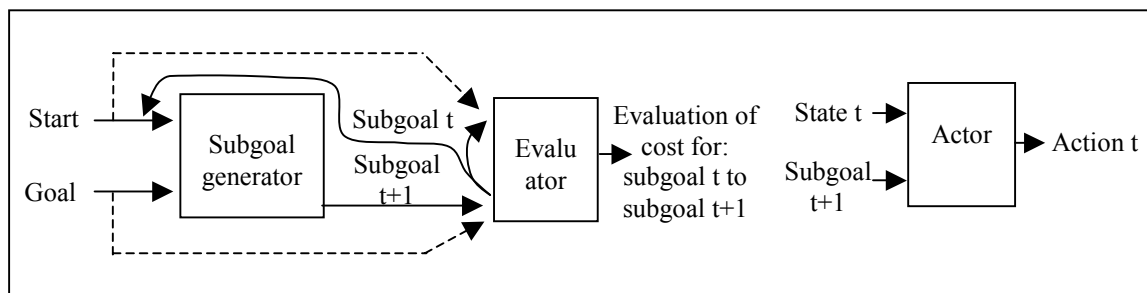 Start
Goal
Subgoal
generator
Subgoal t
Subgoal
t+1
Evalu
ator
Evaluation of
cost for:
subgoal t to
subgoal t+1
State t
Subgoal
t+1
Actor
Action t